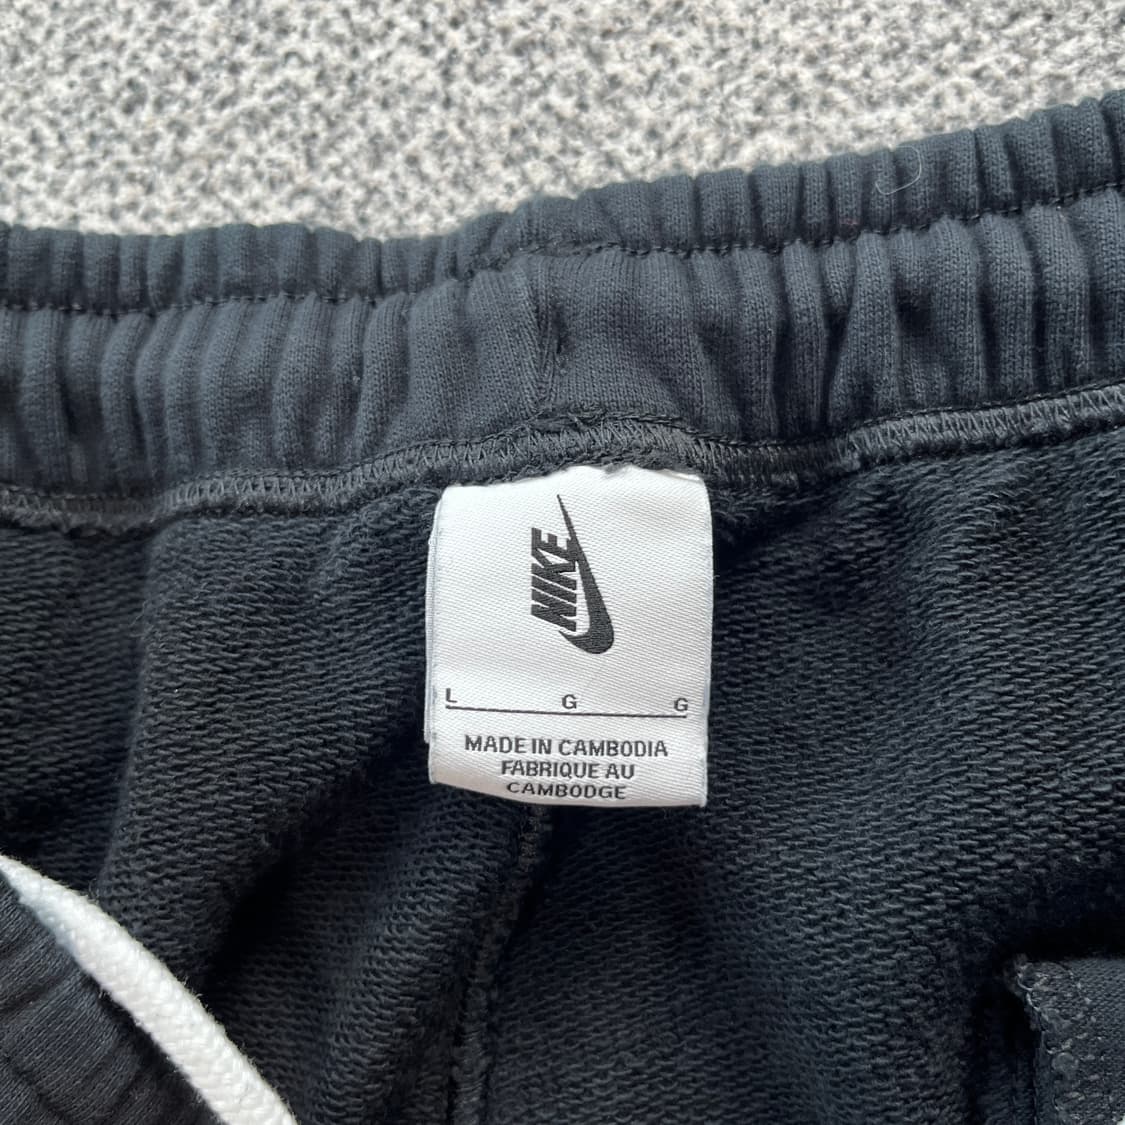 NIKE
L G G
MADE IN CAMBODIA
FABRIQUE AU
CAMBODGE